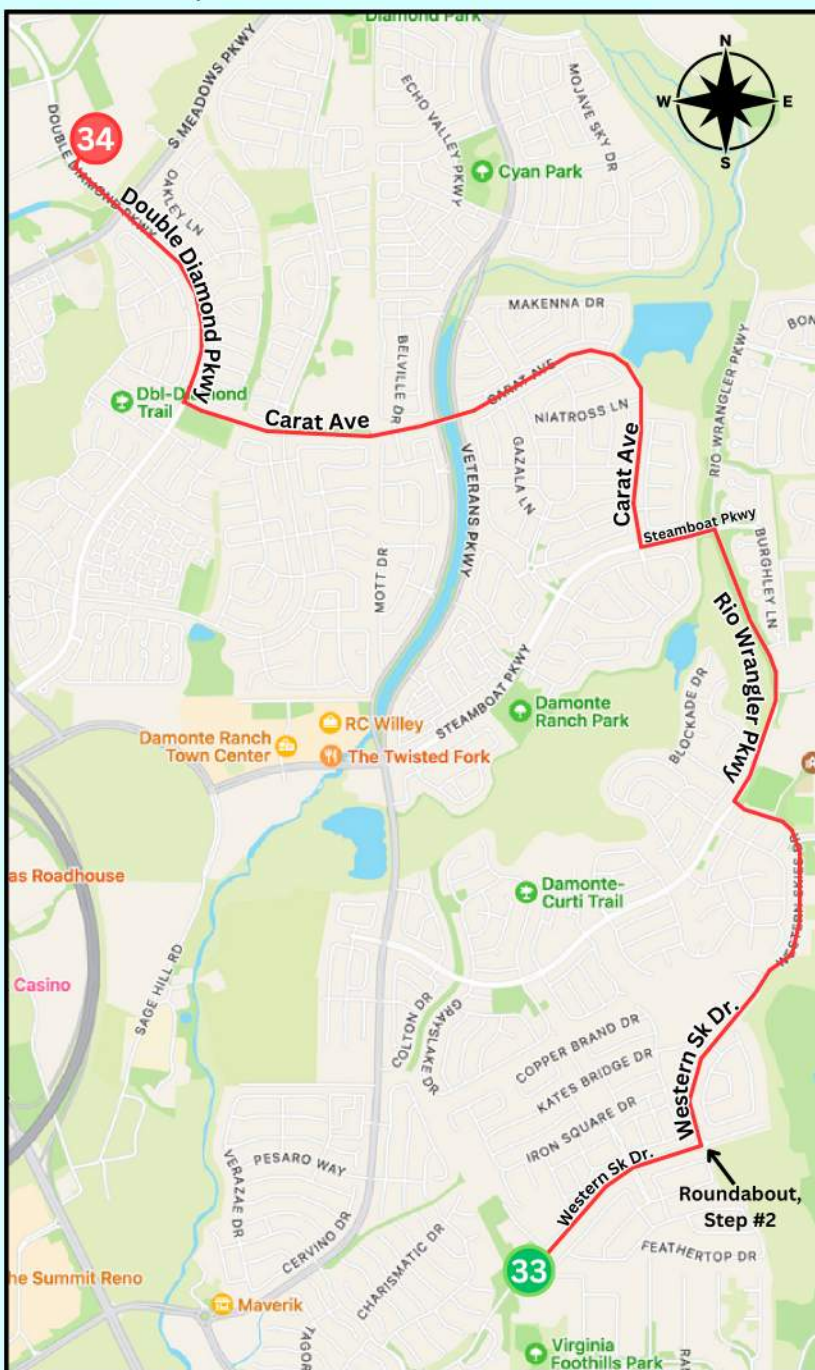 Diamond Park
N
W
E
S
S MEADOWS PKWY
ECHO VALLEY PKWY
MOJAVE SKY DR
DOUBLE DIAMOND PKWY
34
OAKLEY LN
Cyan Park
Double Diamond Pkwy
MAKENNA DR
RIO WRANGLER PKWY
BELVILLE DR
CARAT AVE
Dbl-Diamond
Trail
Carat Ave
NIATROSS LN
GAZALA LN
Carat Ave
VETERANS PKWY
Steamboat Pkwy
BURGHLEY LN
MOTT DR
Rio Wrangler Pkwy
STEAMBOAT PKWY
BLOCKADE DR
Damonte
Ranch Park
RC Willey
Damonte Ranch
Town Center
The Twisted Fork
as Roadhouse
Damonte-
Curti Trail
WESTERN SKIES DR
SAGE HILL RD
Casino
COLTON DR
GRAYSLAKE DR
Western Sk Dr.
COPPER BRAND DR
KATES BRIDGE DR
IRON SQUARE DR
VERAZAE DR
PESARO WAY
Western Sk Dr.
Roundabout,
Step #2
CERVINO DR
CHARISMATIC DR
FEATHERTOP DR
33
he Summit Reno
Maverik
Virginia
Foothills Park